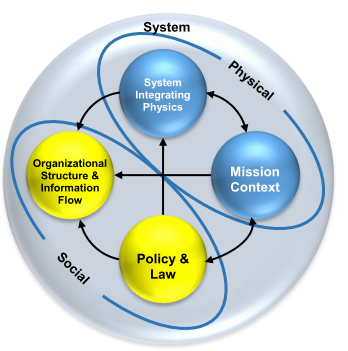 System
Physical
System
Integrating
Physics
Organizational
Structure &
Information
Flow
Mission
Context
Policy &
Law
Social